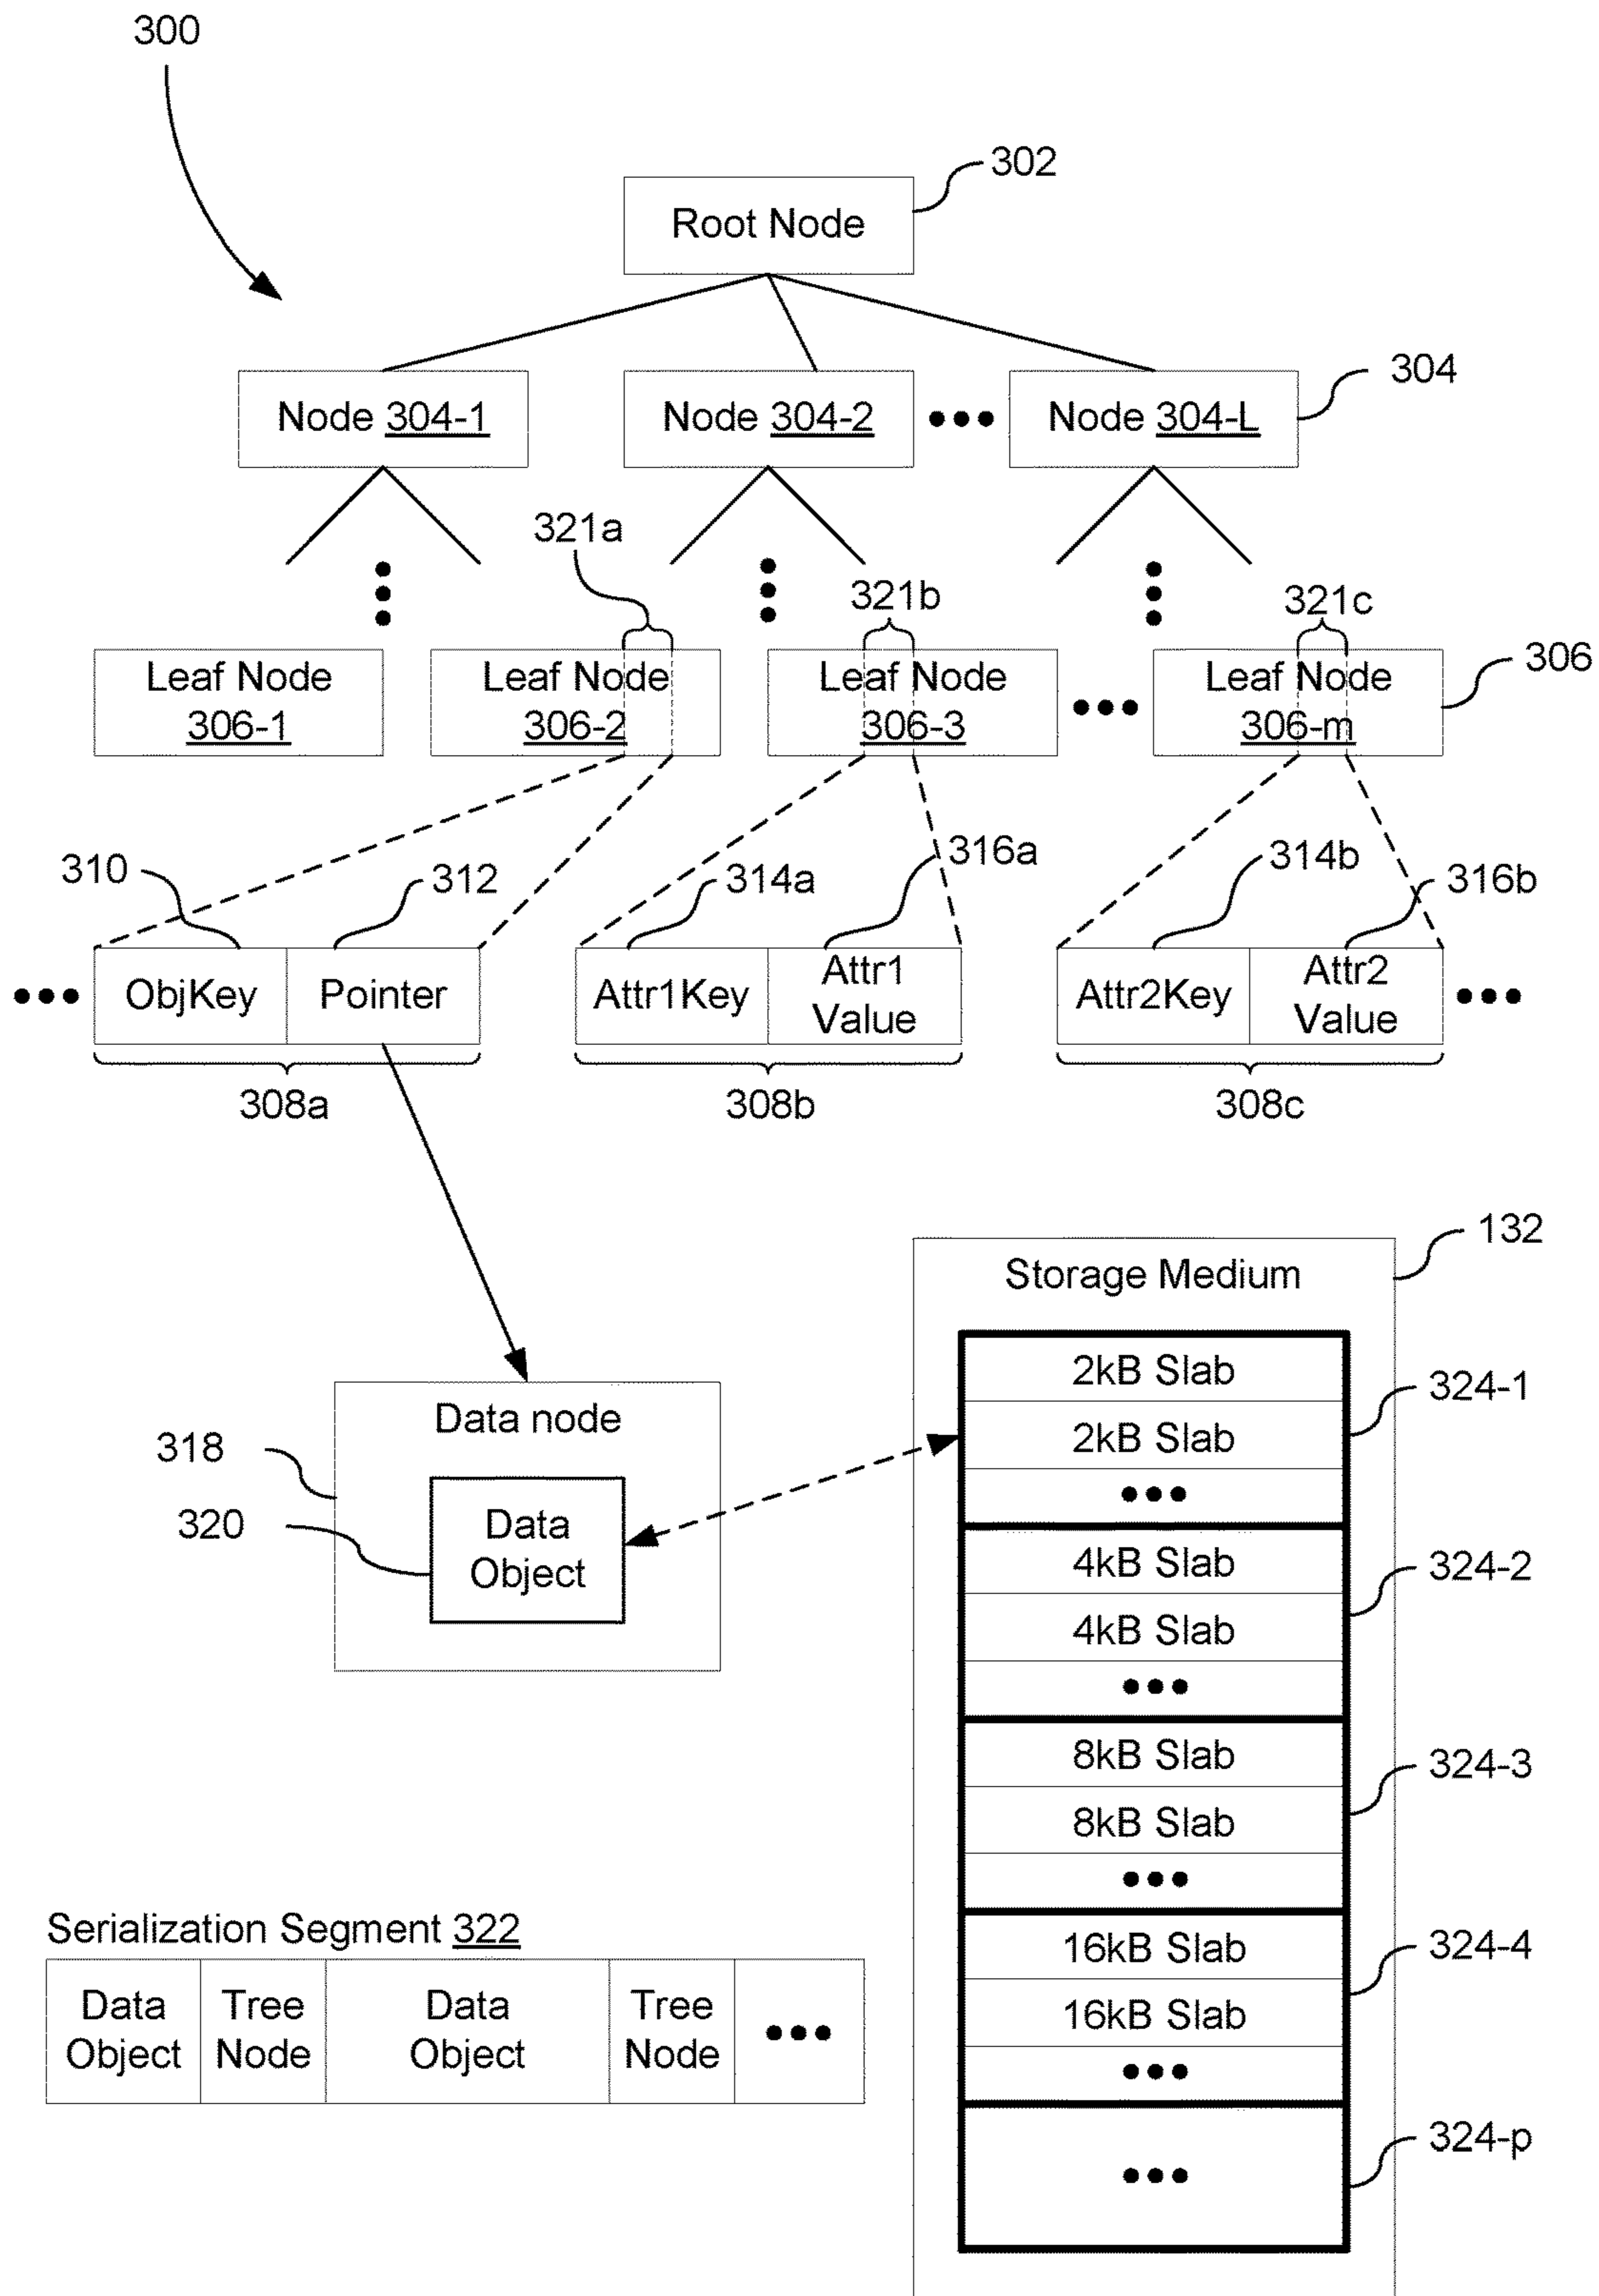 300
302
Root Node
304
Node 304-1
Node 304-2
Node 304-L
321a
321b
321c
306
Leaf Node
306-1
Leaf Node
306-2
Leaf Node
306-3
Leaf Node
306-m
310
312
314a
316a
314b
316b
ObjKey
Pointer
Attr1Key
Attr1
Value
Attr2Key
Attr2
Value
308a
308b
308c
132
Storage Medium
2kB Slab
324-1
2kB Slab
Data node
318
320
Data
Object
4kB Slab
324-2
4kB Slab
8kB Slab
324-3
8kB Slab
Serialization Segment 322
Data
Object
Tree
Node
Data
Object
Tree
Node
16kB Slab
324-4
16kB Slab
324-p